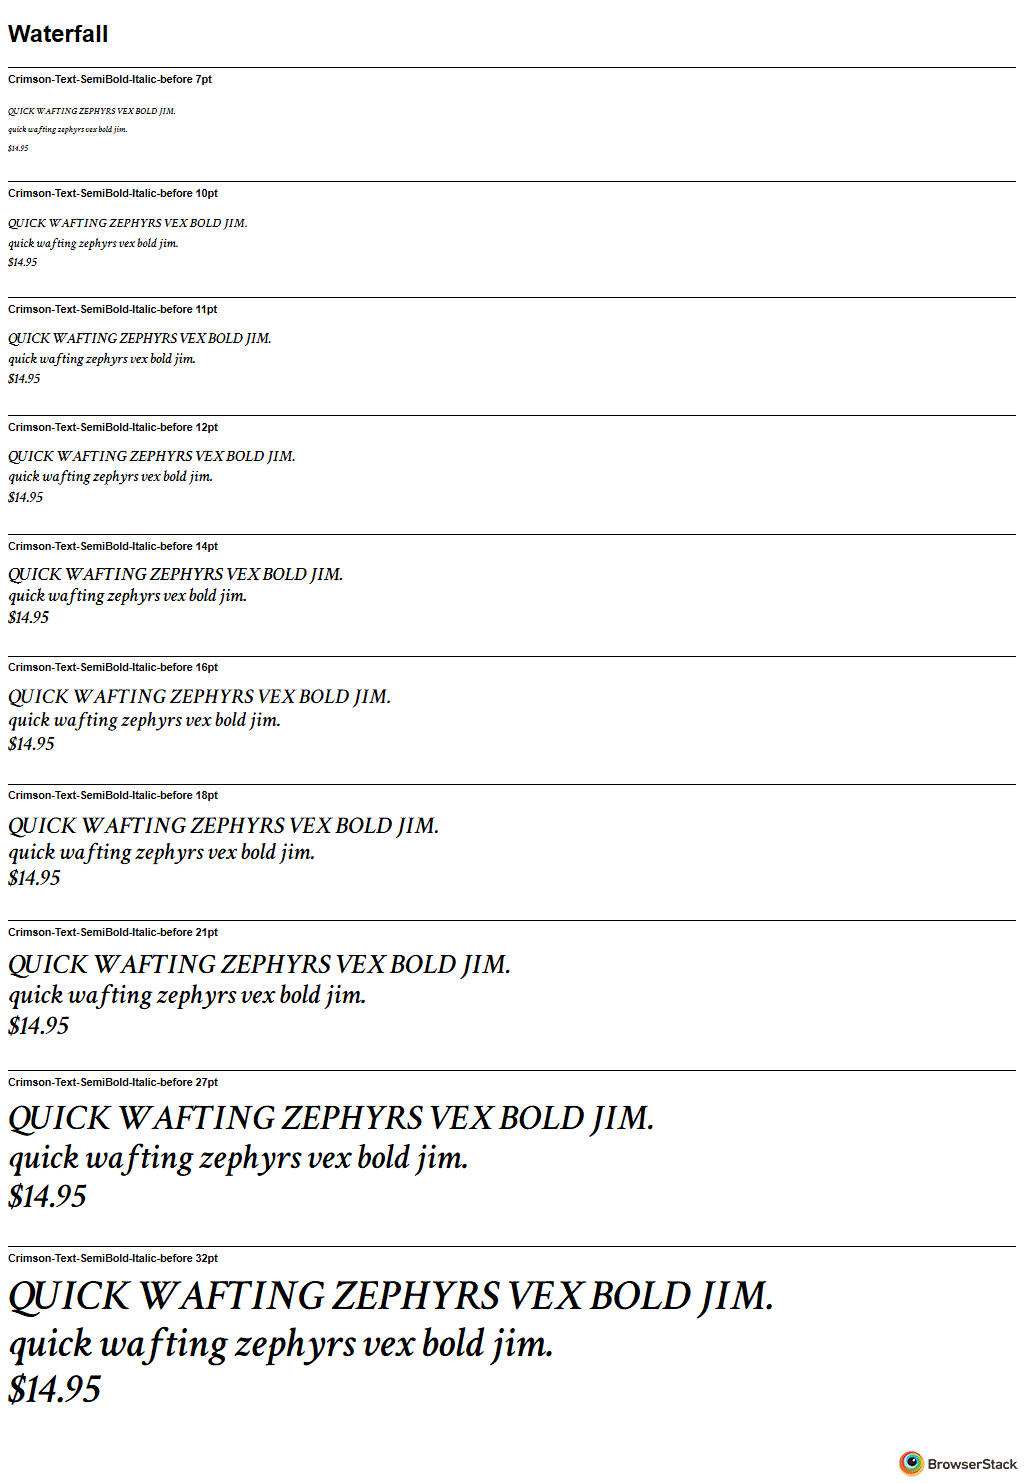 Waterfall
Crimson-Text-SemiBold-Italic-before 7pt
QUICK WAFTING ZEPHYRS VEX BOLD JIM.
quick wafting zephyrs vex bold jim.
$14.95
Crimson-Text-SemiBold-Italic-before 10pt
QUICK WAFTING ZEPHYRS VEX BOLD JIM.
quick wafting zephyrs vex bold jim.
$14.95
Crimson-Text-SemiBold-Italic-before 11pt
QUICK WAFTING ZEPHYRS VEX BOLD JIM.
quick wafting zephyrs vex bold jim.
$14.95
Crimson-Text-SemiBold-Italic-before 12pt
QUICK WAFTING ZEPHYRS VEX BOLD JIM.
quick wafting zephyrs vex bold jim.
$14.95
Crimson-Text-SemiBold-Italic-before 14pt
QUICK WAFTING ZEPHYRS VEX BOLD JIM.
quick wafting zephyrs vex bold jim.
$14.95
Crimson-Text-SemiBold-Italic-before 16pt
QUICK WAFTING ZEPHYRS VEX BOLD JIM.
quick wafting zephyrs vex bold jim.
$14.95
Crimson-Text-SemiBold-Italic-before 18pt
QUICK WAFTING ZEPHYRS VEX BOLD JIM.
quick wafting zephyrs vex bold jim.
$14.95
Crimson-Text-SemiBold-Italic-before 21pt
QUICK WAFTING ZEPHYRS VEX BOLD JIM.
quick wafting zephyrs vex bold jim.
$14.95
Crimson-Text-SemiBold-Italic-before 27pt
QUICK WAFTING ZEPHYRS VEX BOLD JIM.
quick wafting zephyrs vex bold jim.
$14.95
Crimson-Text-SemiBold-Italic-before 32pt
QUICK WAFTING ZEPHYRS VEX BOLD JIM.
quick wafting zephyrs vex bold jim.
$14.95
BrowserStack